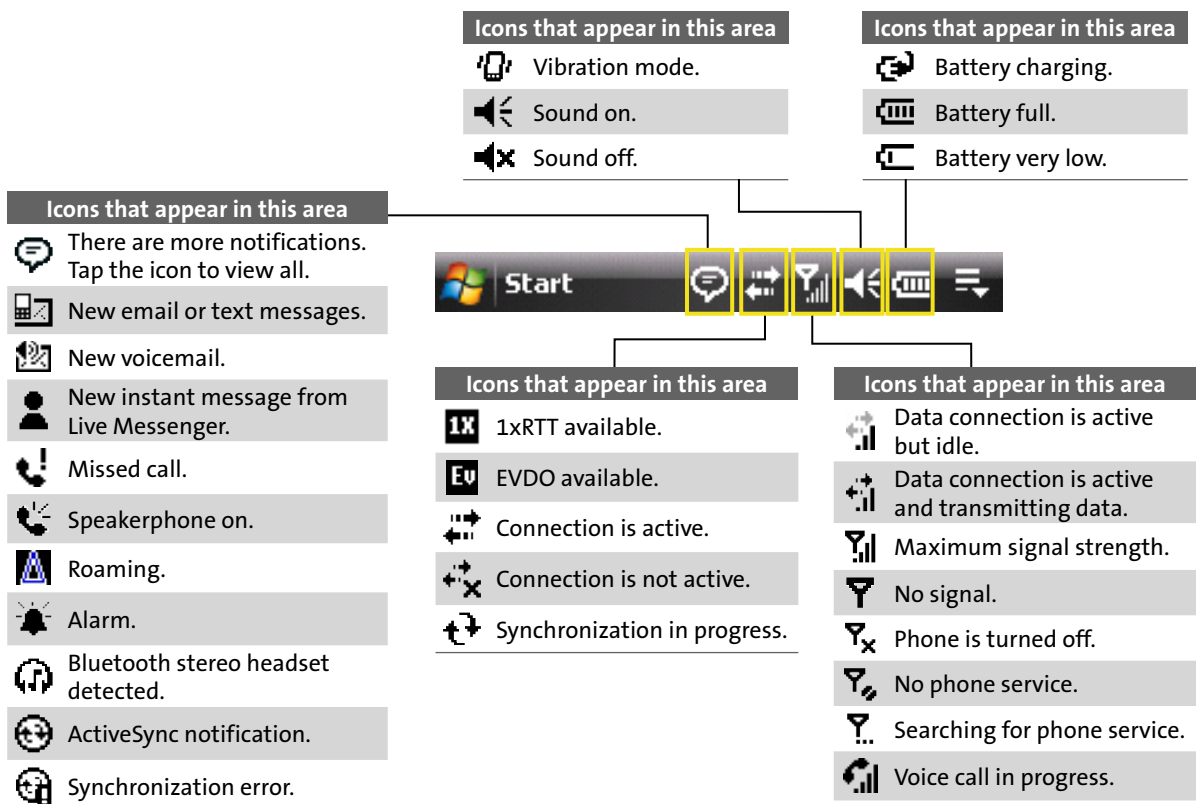 Icons that appear in this area
Vibration mode.
Sound on.
Sound off.
Icons that appear in this area
Battery charging.
Battery full.
Battery very low.
Icons that appear in this area
There are more notifications.
Tap the icon to view all.
New email or text messages.
New voicemail.
New instant message from
Live Messenger.
Missed call.
Speakerphone on.
Roaming.
Alarm.
Bluetooth stereo headset
detected.
ActiveSync notification.
Synchronization error.
Start
Icons that appear in this area
1X 1xRTT available.
Ev EVDO available.
Connection is active.
Connection is not active.
Synchronization in progress.
Icons that appear in this area
Data connection is active
but idle.
Data connection is active
and transmitting data.
Maximum signal strength.
No signal.
Phone is turned off.
No phone service.
Searching for phone service.
Voice call in progress.